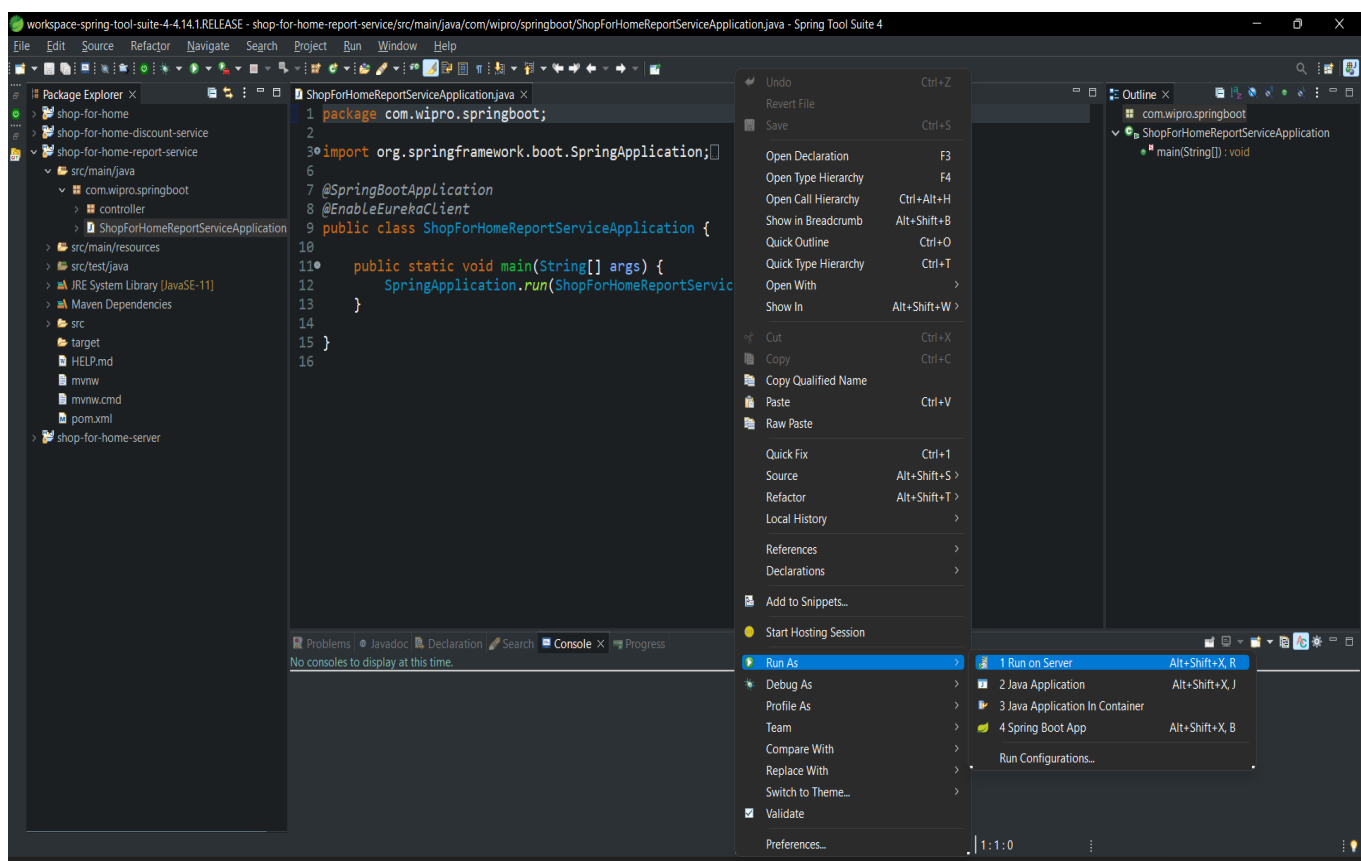 workspace-spring-tool-suite-4-4.14.1.RELEASE - shop-for-home-report-service/src/main/java/com/wipro/springboot/ShopForHomeReportServiceApplication.java - Spring Tool Suite 4
File Edit Source Refactor Navigate Search Project Run Window Help
Package Explorer
shop-for-home
shop-for-home-discount-service
shop-for-home-report-service
src/main/java
com.wipro.springboot
controller
ShopForHomeReportServiceApplication
src/main/resources
src/test/java
JRE System Library [JavaSE-11]
Maven Dependencies
src
target
HELP.md
mvnw
mvnw.cmd
pom.xml
shop-for-home-server
ShopForHomeReportServiceApplication.java
1 package com.wipro.springboot;
2
3 import org.springframework.boot.SpringApplication;
6
7 @SpringBootApplication
8 @EnableEurekaClient
9 public class ShopForHomeReportServiceApplication {
10
11 public static void main(String[] args) {
12 SpringApplication.run(ShopForHomeReportServic
13 }
14
15 }
16
Undo Ctrl+Z
Revert File
Save Ctrl+S
Open Declaration F3
Open Type Hierarchy F4
Open Call Hierarchy Ctrl+Alt+H
Show in Breadcrumb Alt+Shift+B
Quick Outline Ctrl+O
Quick Type Hierarchy Ctrl+T
Open With
Show In Alt+Shift+W
Cut Ctrl+X
Copy Ctrl+C
Copy Qualified Name
Paste Ctrl+V
Raw Paste
Quick Fix Ctrl+1
Source Alt+Shift+S
Refactor Alt+Shift+T
Local History
References
Declarations
Add to Snippets...
Start Hosting Session
Run As
Debug As
Profile As
Team
Compare With
Replace With
Switch to Theme...
Validate
Preferences...
1 Run on Server Alt+Shift+X, R
2 Java Application Alt+Shift+X, J
3 Java Application In Container
4 Spring Boot App Alt+Shift+X, B
Run Configurations...
Outline
com.wipro.springboot
ShopForHomeReportServiceApplication
main(String[]) : void
Problems Javadoc Declaration Search Console Progress
No consoles to display at this time.
1:1:0